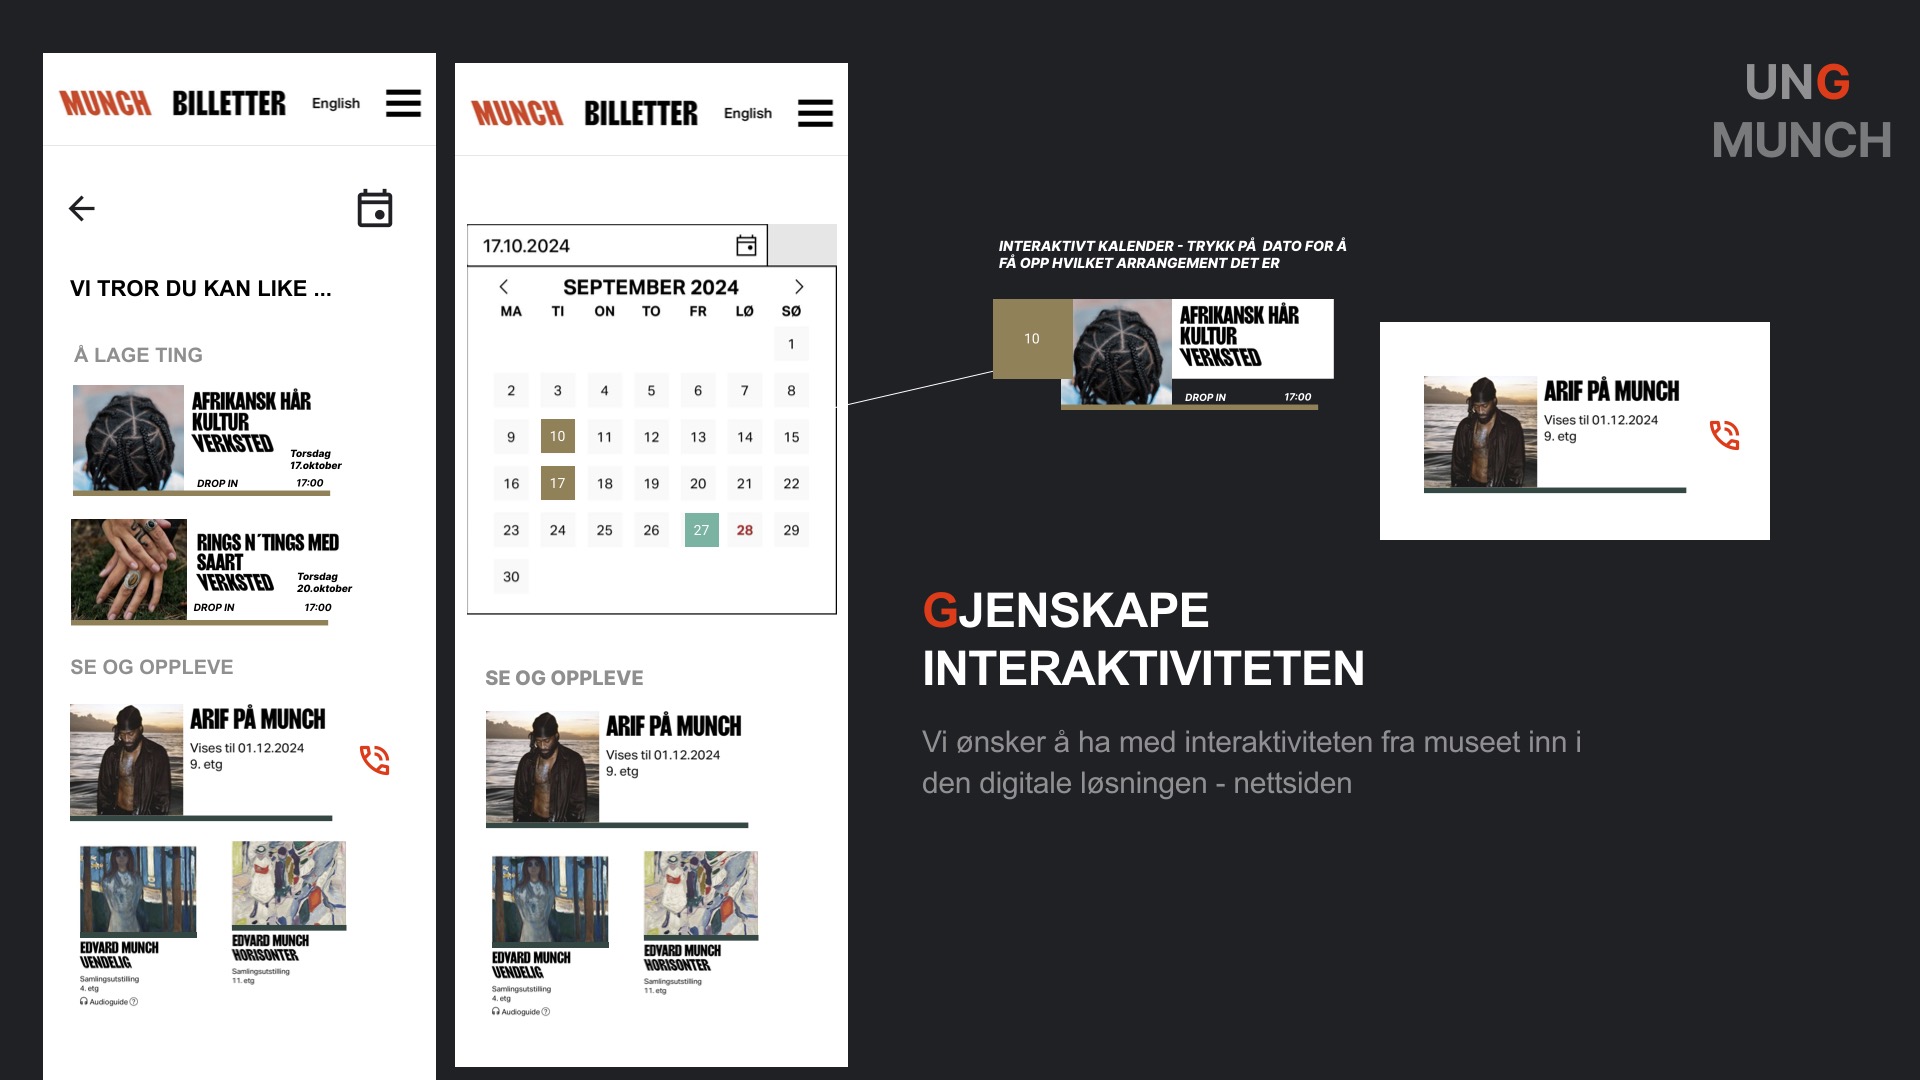 MUNCH BILLETTER English
VI TROR DU KAN LIKE ...
Å LAGE TING
AFRIKANSK HÅR
KULTUR
VERKSTED
Torsdag
17.oktober
DROP IN 17:00
RINGS N´TINGS MED
SAART
VERKSTED
Torsdag
20.oktober
DROP IN 17:00
SE OG OPPLEVE
ARIF PÅ MUNCH
Vises til 01.12.2024
9. etg
EDVARD MUNCH
UENDELIG
Samlingsutstilling
4. etg
Audioguide ?
EDVARD MUNCH
HORISONTER
Samlingsutstilling
11. etg
MUNCH BILLETTER English
17.10.2024
SEPTEMBER 2024
MA TI ON TO FR LØ SØ
1
2 3 4 5 6 7 8
9 10 11 12 13 14 15
16 17 18 19 20 21 22
23 24 25 26 27 28 29
30
SE OG OPPLEVE
ARIF PÅ MUNCH
Vises til 01.12.2024
9. etg
EDVARD MUNCH
UENDELIG
Samlingsutstilling
4. etg
Audioguide ?
EDVARD MUNCH
HORISONTER
Samlingsutstilling
11. etg
UNG
MUNCH
INTERAKTIVT KALENDER - TRYKK PÅ DATO FOR Å
FÅ OPP HVILKET ARRANGEMENT DET ER
10
AFRIKANSK HÅR
KULTUR
VERKSTED
DROP IN 17:00
ARIF PÅ MUNCH
Vises til 01.12.2024
9. etg
GJENSKAPE
INTERAKTIVITETEN
Vi ønsker å ha med interaktiviteten fra museet inn i
den digitale løsningen - nettsiden